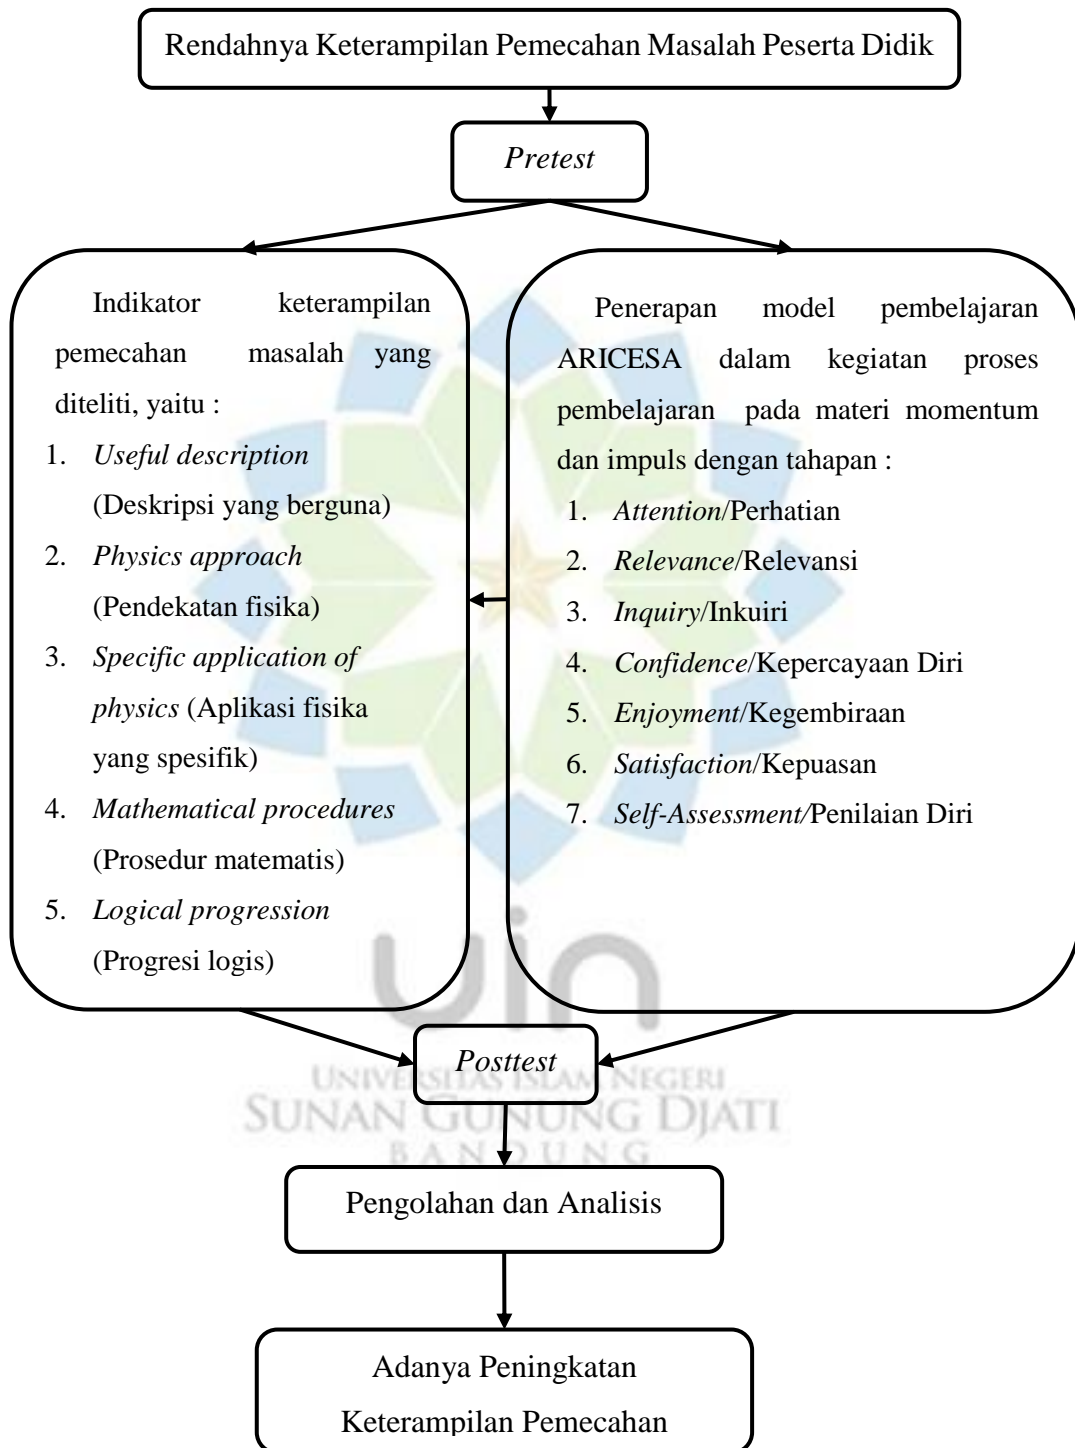 Rendahnya Keterampilan Pemecahan Masalah Peserta Didik
Pretest
Indikator keterampilan
pemecahan masalah yang
diteliti, yaitu :
1. Useful description
(Deskripsi yang berguna)
2. Physics approach
(Pendekatan fisika)
3. Specific application of
physics (Aplikasi fisika
yang spesifik)
4. Mathematical procedures
(Prosedur matematis)
5. Logical progression
(Progresi logis)
Penerapan model pembelajaran
ARICESA dalam kegiatan proses
pembelajaran pada materi momentum
dan impuls dengan tahapan :
1. Attention/Perhatian
2. Relevance/Relevansi
3. Inquiry/Inkuiri
4. Confidence/Kepercayaan Diri
5. Enjoyment/Kegembiraan
6. Satisfaction/Kepuasan
7. Self-Assessment/Penilaian Diri
uin
Posttest
UNIVERSITAS ISLAM NEGERI
SUNAN GUNUNG DJATI
BANDUNG
Pengolahan dan Analisis
Adanya Peningkatan
Keterampilan Pemecahan